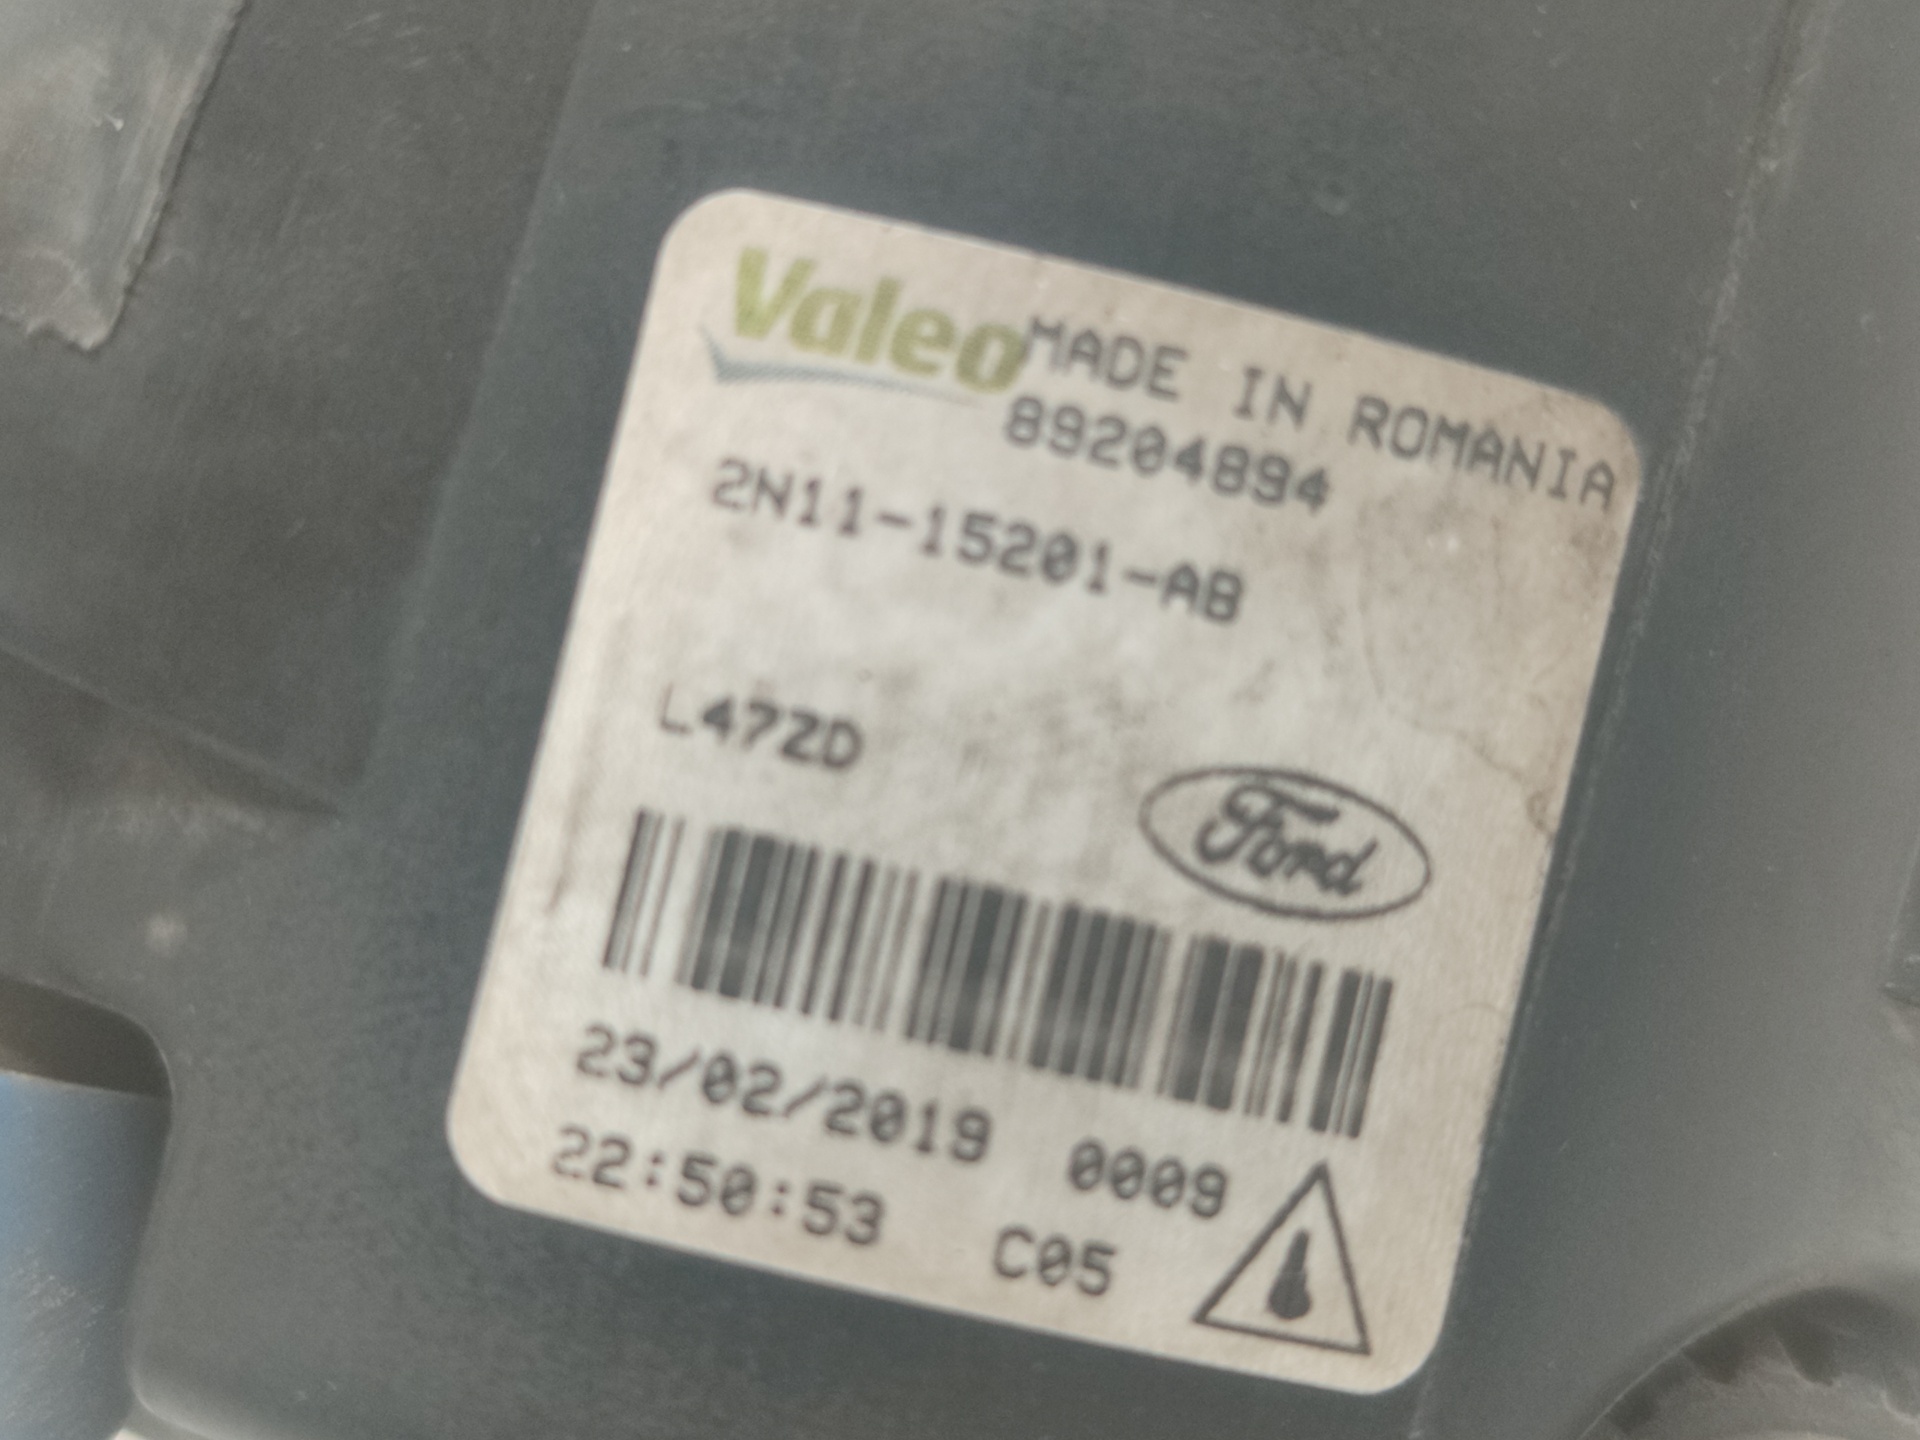 Valeo MADE IN ROMANIA
89204894
2N11-15201-AB
L47ZD
Ford
23/02/2019 0009
22:50:53 C05